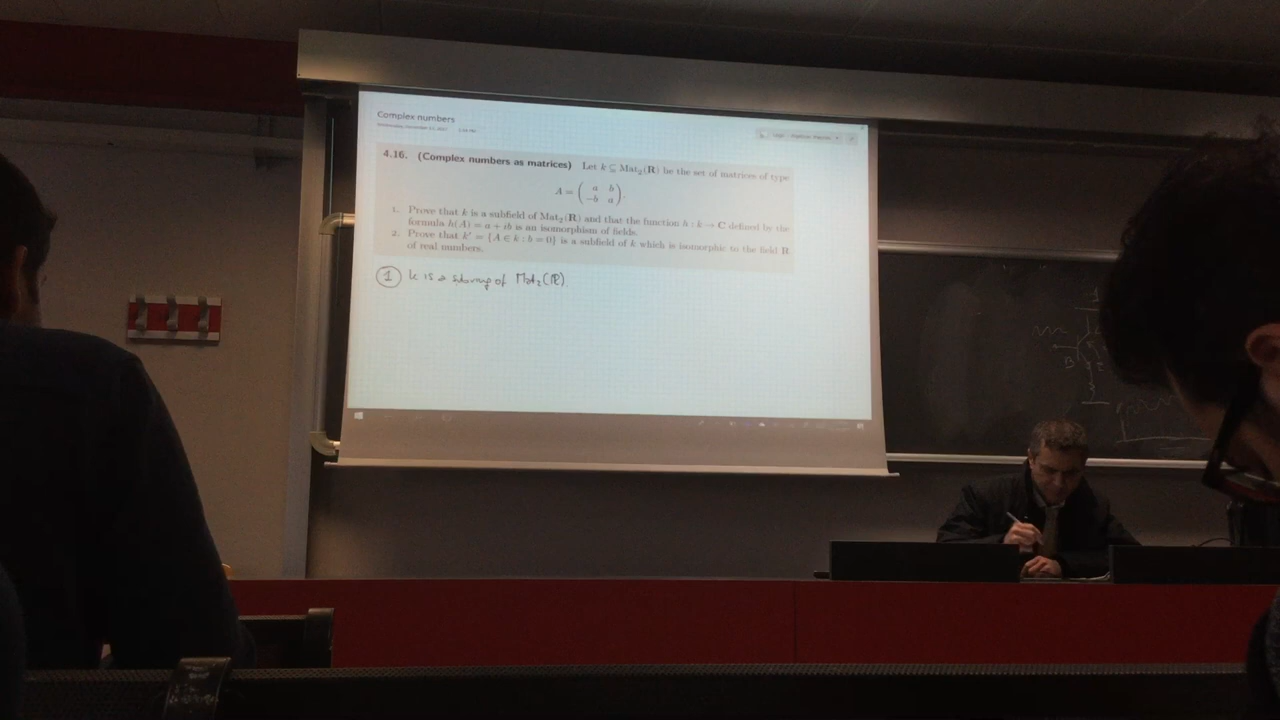 Complex numbers
4.16. (Complex numbers as matrices) Let k ⊆ Mat₂(R) be the set of matrices of type
A = ( a b
−b a ) .
1. Prove that k is a subfield of Mat₂(R) and that the function h : k → C defined by the
formula h(A) = a + ib is an isomorphism of fields.
2. Prove that k′ = {A ∈ k : b = 0} is a subfield of k which is isomorphic to the field R
of real numbers.
① k is a subring of Mat₂(ℝ).
B